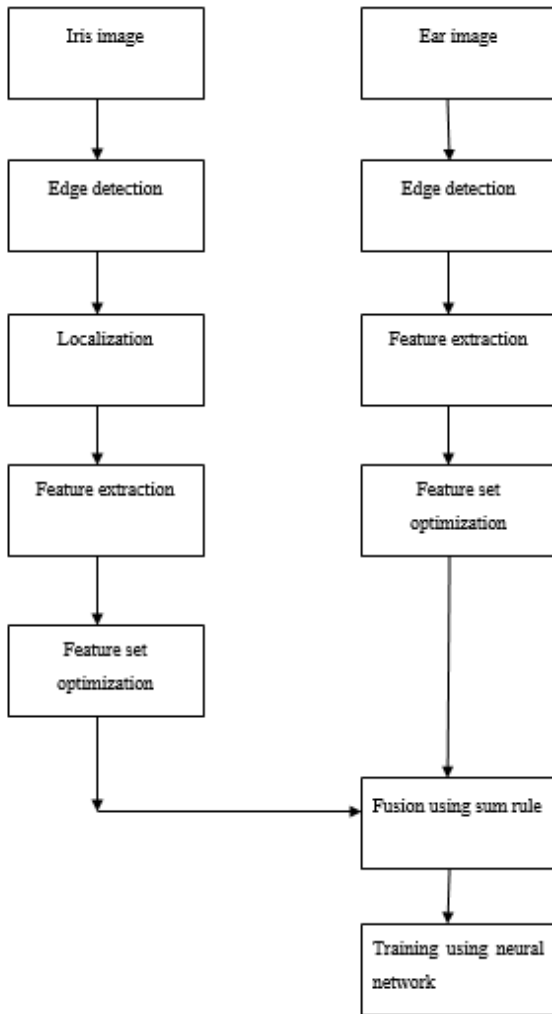 Iris image
Ear image
Edge detection
Edge detection
Localization
Feature extraction
Feature extraction
Feature set
optimization
Feature set
optimization
Fusion using sum rule
Training using neural
network